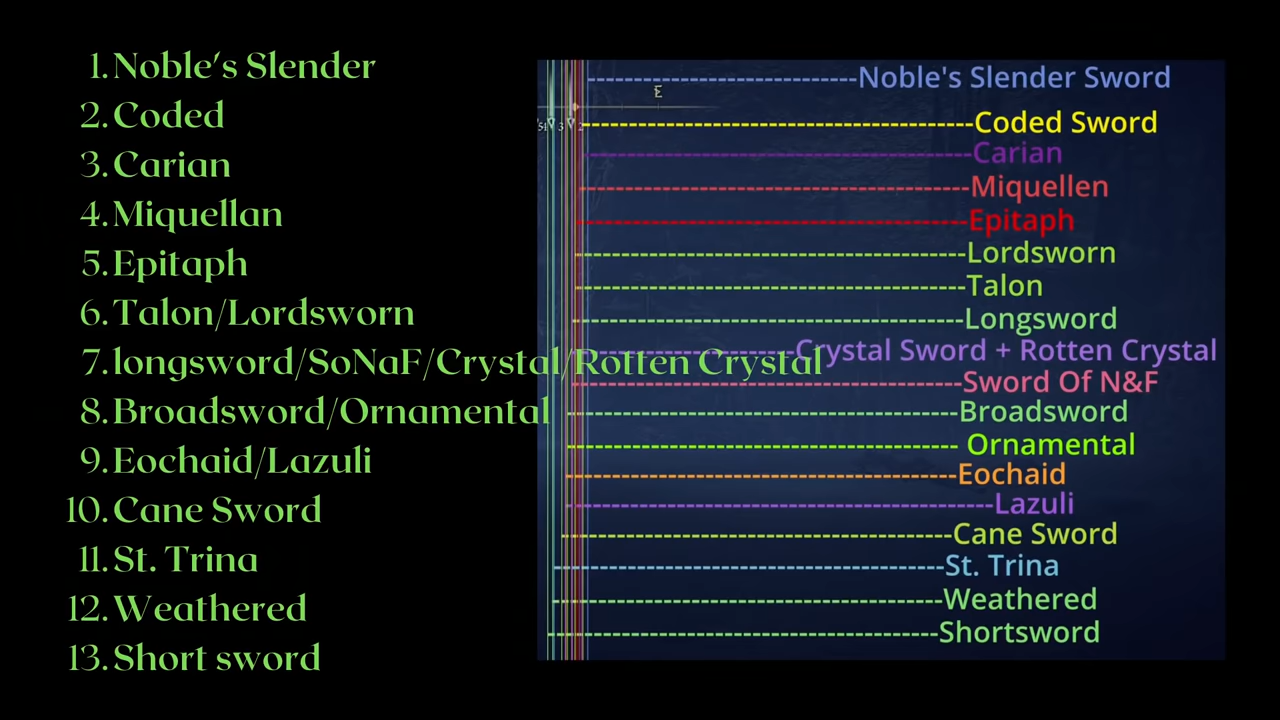 1. Noble's Slender
2. Coded
3. Carian
4. Miquellan
5. Epitaph
6. Talon/Lordsworn
7. longsword/SoNaF/Crystal/Rotten Crystal
8. Broadsword/Ornamental
9. Eochaid/Lazuli
10. Cane Sword
11. St. Trina
12. Weathered
13. Short sword
Noble's Slender Sword
Coded Sword
Carian
Miquellen
Epitaph
Lordsworn
Talon
Longsword
Crystal Sword + Rotten Crystal
Sword Of N&F
Broadsword
Ornamental
Eochaid
Lazuli
Cane Sword
St. Trina
Weathered
Shortsword